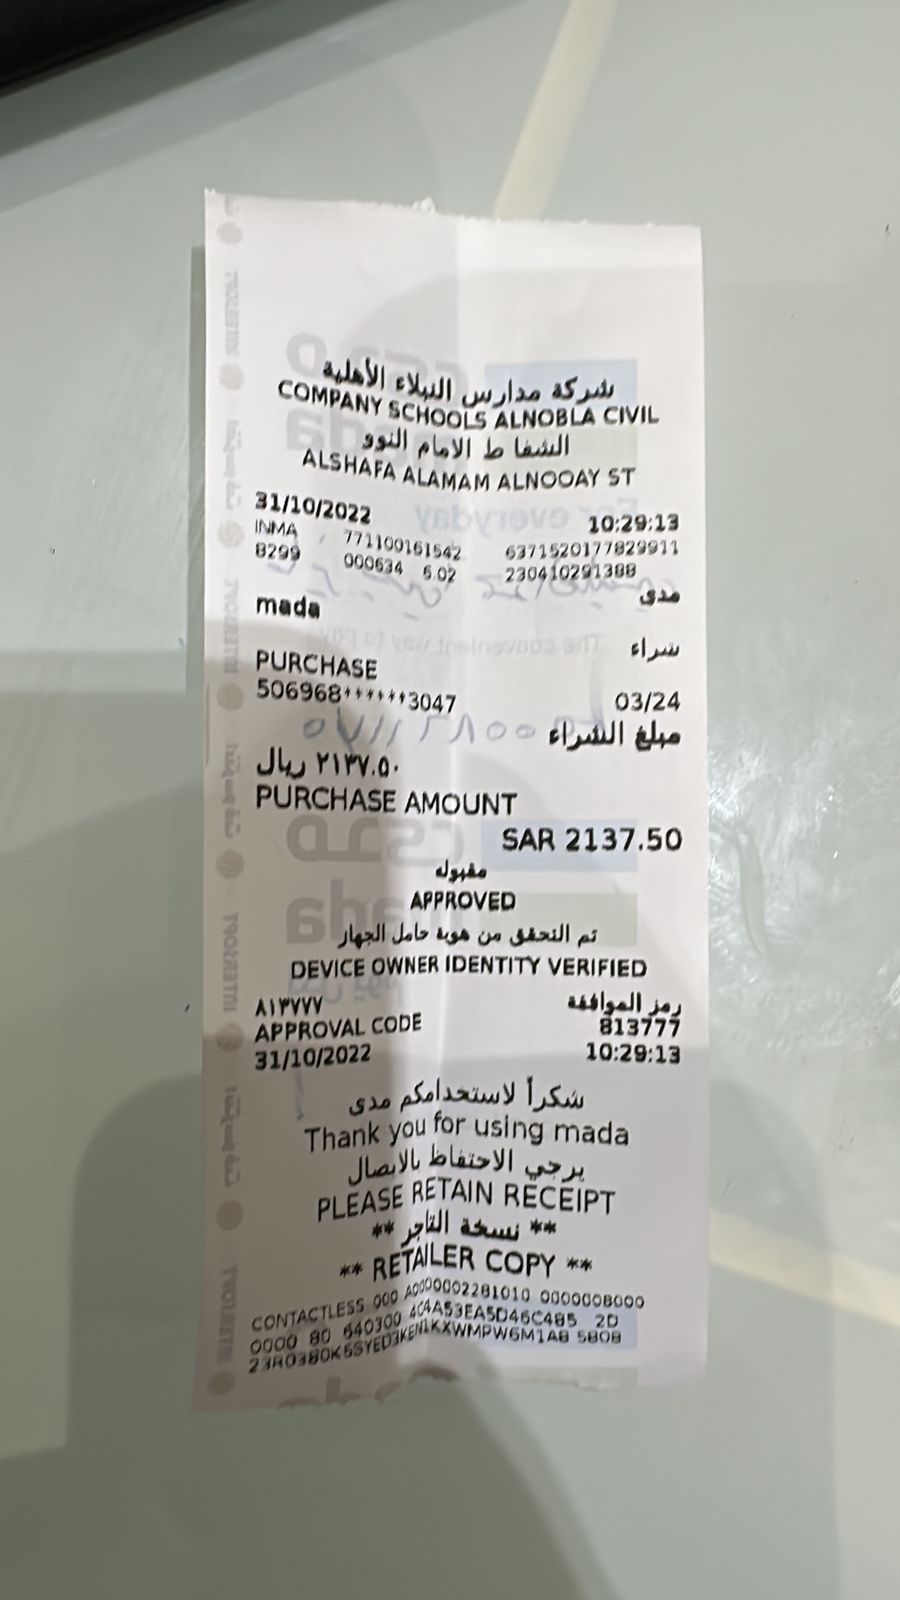 شركة مدارس النبلاء الأهلية
COMPANY SCHOOLS ALNOBLA CIVIL
الشفا ط الامام النوو
ALSHAFA ALAMAM ALNOOAY ST
31/10/2022 10:29:13
INMA 771100161542 6371520177829911
8299 000634 6.02 230410291388
mada مدى
شراء
PURCHASE
506968******3047 03/24
مبلغ الشراء
٢١٣٧.٥٠ ريال
PURCHASE AMOUNT
SAR 2137.50
مقبوله
APPROVED
تم التحقق من هوية حامل الجهاز
DEVICE OWNER IDENTITY VERIFIED
٨١٣٧٧٧ رمز الموافقة
APPROVAL CODE 813777
31/10/2022 10:29:13
شكراً لاستخدامكم مدى
Thank you for using mada
يرجي الاحتفاظ بالايصال
PLEASE RETAIN RECEIPT
** نسخة التاجر **
** RETAILER COPY **
CONTACTLESS 000 A0000002281010 0000008000
0000 80 640300 4C4A53EA5D46C485 2D
5B0B